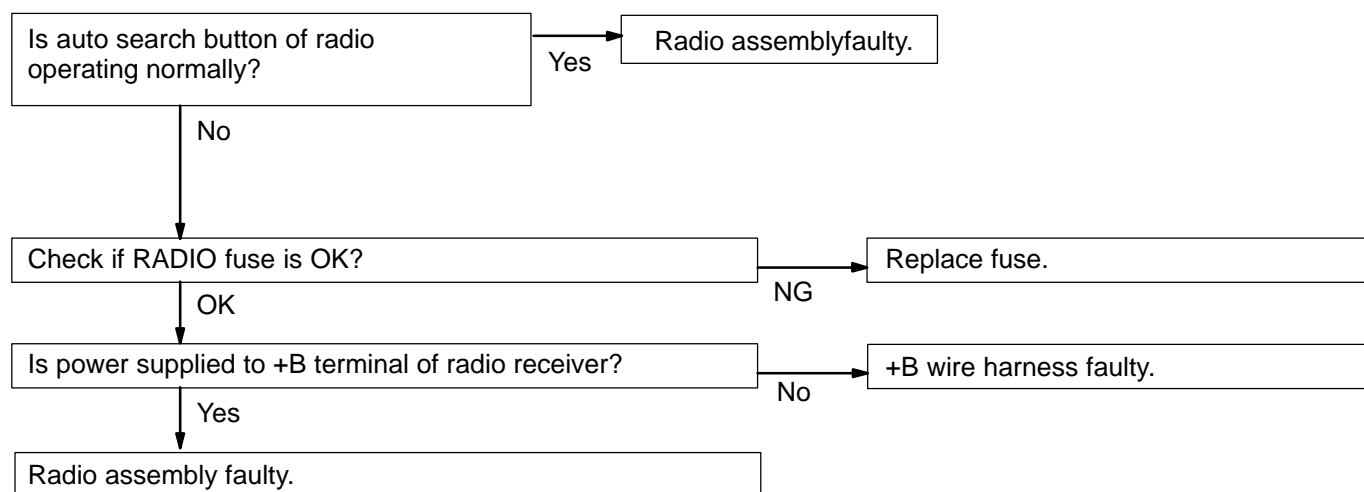 Is auto search button of radio
operating normally?
Yes
Radio assemblyfaulty.
No
Check if RADIO fuse is OK?
NG
Replace fuse.
OK
Is power supplied to +B terminal of radio receiver?
No
+B wire harness faulty.
Yes
Radio assembly faulty.